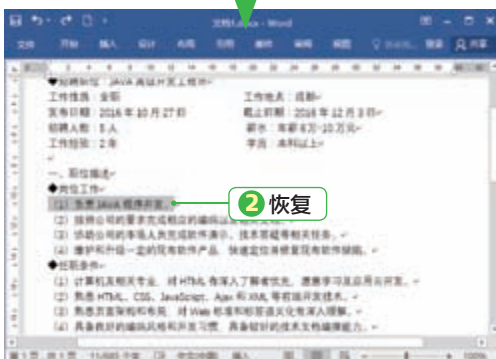 文档1.docx - Word
文件 开始 插入 设计 布局 引用 邮件 审阅 视图 登录 共享
◆招聘职位：JAVA 高级开发工程师
工作性质：全职 工作地点：成都
发布日期：2016 年 10 月 27 日 截止日期：2016 年 12 月 3 日
招聘人数：5 人 薪水：年薪 6 万-10 万元
工作经验：2 年 学历：本科以上
一、职位描述
◆岗位工作
(1) 负责 Java 程序开发。
2 恢复
(2) 按照公司的要求完成相应的编码
(3) 协助公司的市场人员完成软件演示、技术答疑等相关任务。
(4) 维护和升级一定的现有软件产品，快速定位并修复现有软件缺陷。
◆任职条件
(1) 计算机及相关专业，对 HTML 有深入了解者优先，愿意学习及应用云开发。
(2) 熟悉 HTML、CSS、JavaScript、Ajax 和 XML 等前端开发技术。
(3) 熟悉页面架构和布局，对 Web 标准和标签语义化有深入理解。
(4) 具备良好的编码风格和开发习惯，具备较好的技术文档编撰能力。
第 1 页，共 1 页 插入 100%